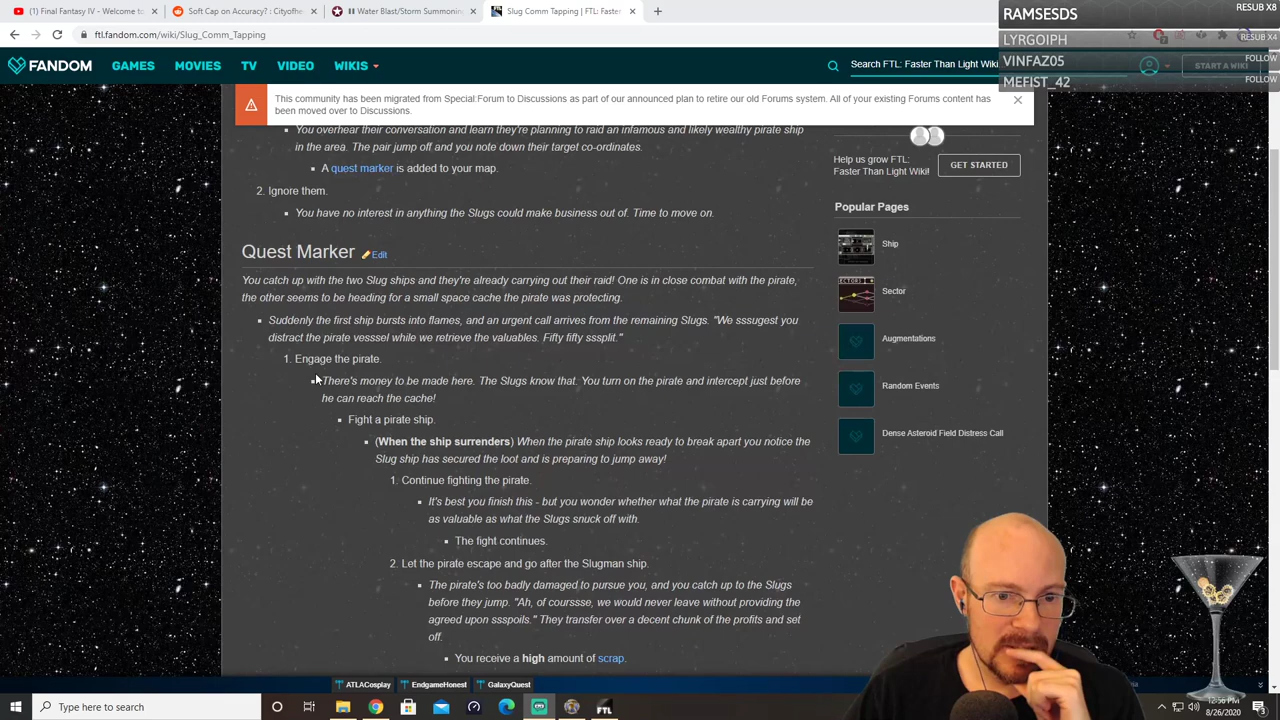 (1) Final Fantasy IV - Welcome to
Soft Cap on Accuracy? : Cityofhe
Water Blast/Storm Summoning
Slug Comm Tapping | FTL: Faster
RAMSESDS RESUB X8
ftl.fandom.com/wiki/Slug_Comm_Tapping
LYRGOIPH RESUB X4
FANDOM GAMES MOVIES TV VIDEO WIKIS
Search FTL: Faster Than Light Wiki
START A WIKI
VINFAZ05 FOLLOW
MEFIST_42 FOLLOW
This community has been migrated from Special:Forum to Discussions as part of our announced plan to retire our old Forums system. All of your existing Forums content has
been moved over to Discussions.
You overhear their conversation and learn they're planning to raid an infamous and likely wealthy pirate ship
in the area. The pair jump off and you note down their target co-ordinates.
A quest marker is added to your map.
2. Ignore them.
You have no interest in anything the Slugs could make business out of. Time to move on.
Quest Marker Edit
You catch up with the two Slug ships and they're already carrying out their raid! One is in close combat with the pirate,
the other seems to be heading for a small space cache the pirate was protecting.
Suddenly the first ship bursts into flames, and an urgent call arrives from the remaining Slugs. "We sssugest you
distract the pirate vesssel while we retrieve the valuables. Fifty fifty sssplit."
1. Engage the pirate.
There's money to be made here. The Slugs know that. You turn on the pirate and intercept just before
he can reach the cache!
Fight a pirate ship.
(When the ship surrenders) When the pirate ship looks ready to break apart you notice the
Slug ship has secured the loot and is preparing to jump away!
1. Continue fighting the pirate.
It's best you finish this - but you wonder whether what the pirate is carrying will be
as valuable as what the Slugs snuck off with.
The fight continues.
2. Let the pirate escape and go after the Slugman ship.
The pirate's too badly damaged to pursue you, and you catch up to the Slugs
before they jump. "Ah, of courssse, we would never leave without providing the
agreed upon ssspoils." They transfer over a decent chunk of the profits and set
off.
You receive a high amount of scrap.
Help us grow FTL:
Faster Than Light Wiki!
GET STARTED
Popular Pages
Ship
Sector
Augmentations
Random Events
Dense Asteroid Field Distress Call
ATLACosplay EndgameHonest GalaxyQuest
Type here to search
FTL
12:56 PM
8/26/2020
3